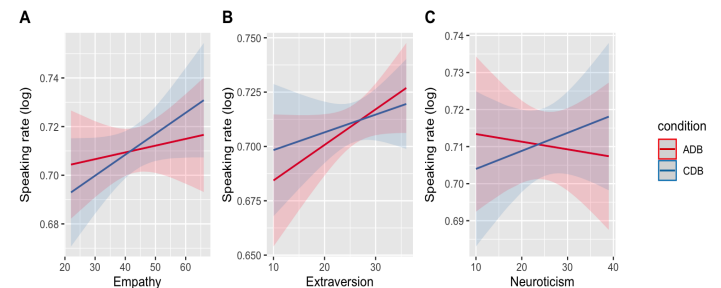 A
B
C
Speaking rate (log)
0.74
0.72
0.70
0.68
20 30 40 50 60
Empathy
Speaking rate (log)
0.750
0.725
0.700
0.675
0.650
10 20 30
Extraversion
Speaking rate (log)
0.74
0.73
0.72
0.71
0.70
0.69
10 20 30 40
Neuroticism
condition
ADB
CDB